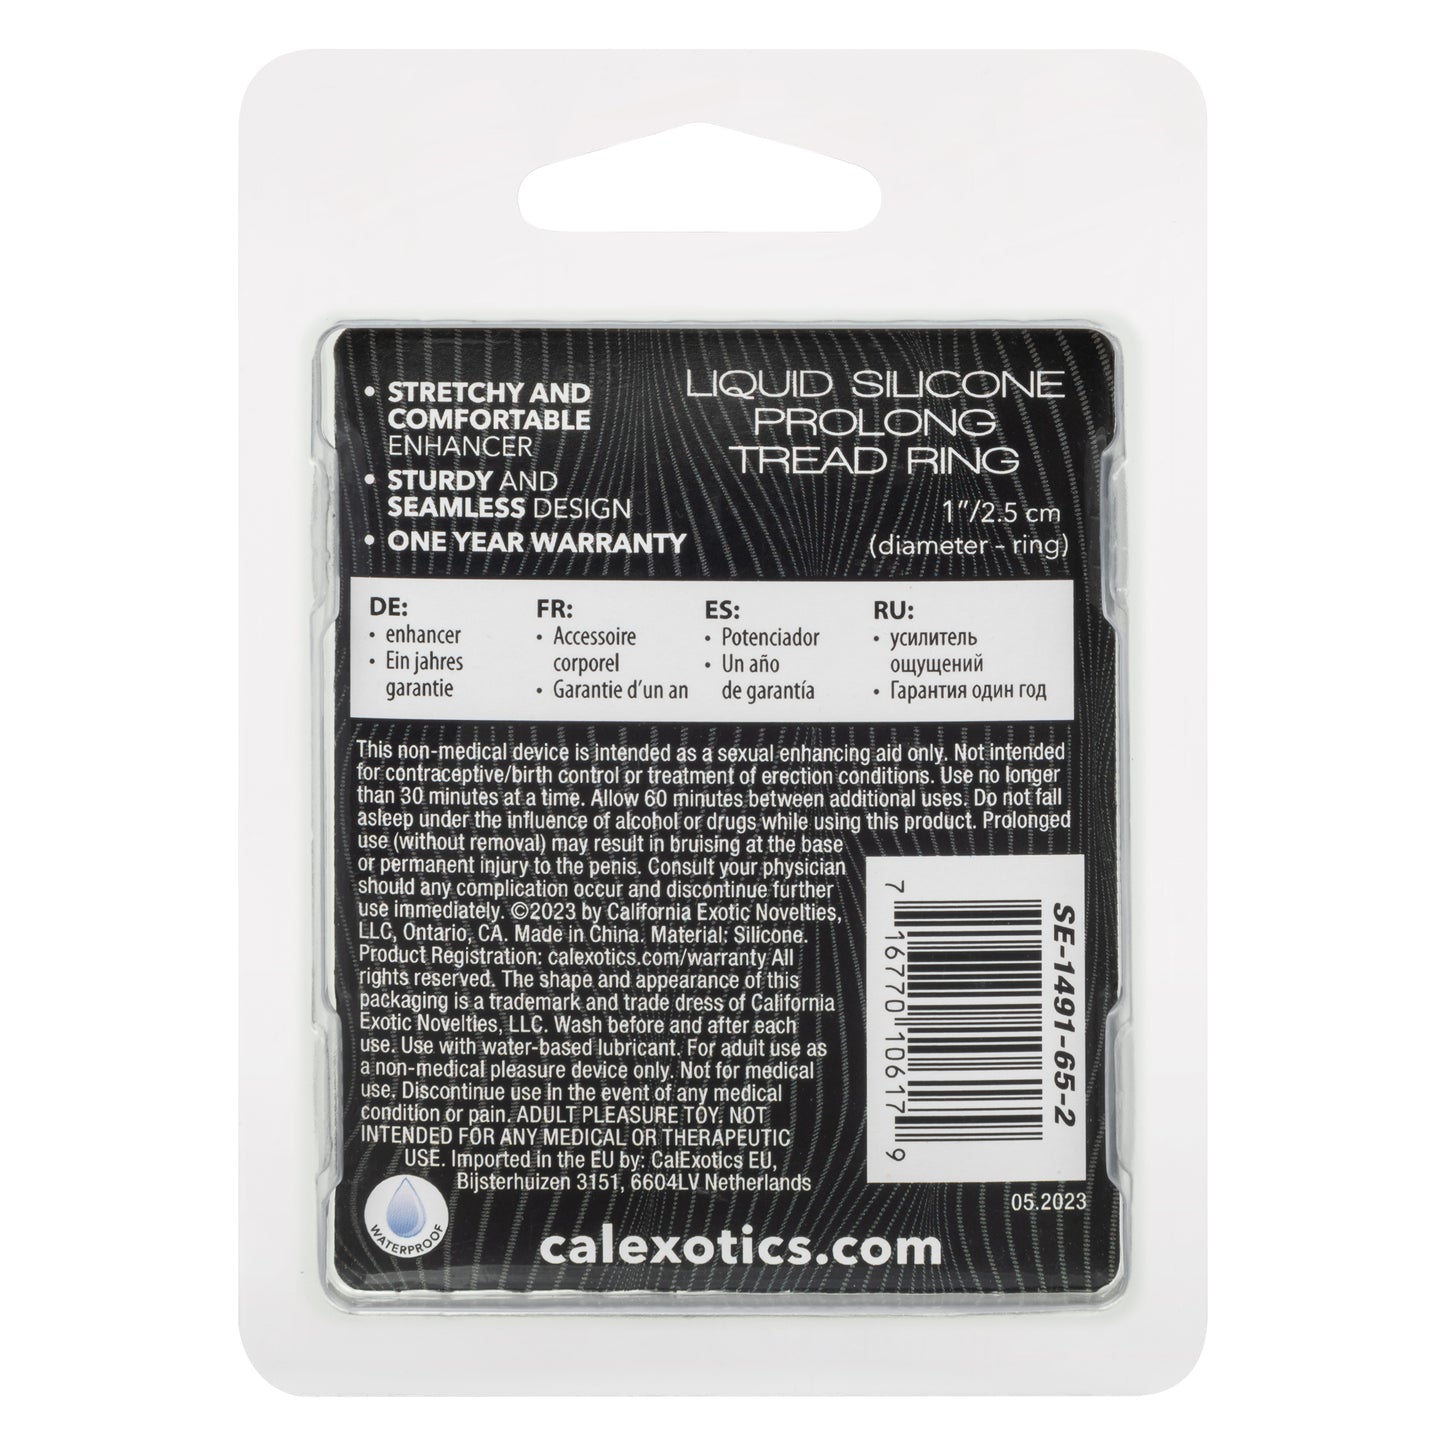 • STRETCHY AND
COMFORTABLE
ENHANCER
• STURDY AND
SEAMLESS DESIGN
• ONE YEAR WARRANTY
LIQUID SILICONE
PROLONG
TREAD RING
1"/2.5 cm
(diameter - ring)
DE:
• enhancer
• Ein jahres
garantie
FR:
• Accessoire
corporel
• Garantie d'un an
ES:
• Potenciador
• Un año
de garantía
RU:
• усилитель
ощущений
• Гарантия один год
This non-medical device is intended as a sexual enhancing aid only. Not intended
for contraceptive/birth control or treatment of erection conditions. Use no longer
than 30 minutes at a time. Allow 60 minutes between additional uses. Do not fall
asleep under the influence of alcohol or drugs while using this product. Prolonged
use (without removal) may result in bruising at the base
or permanent injury to the penis. Consult your physician
should any complication occur and discontinue further
use immediately. ©2023 by California Exotic Novelties,
LLC, Ontario, CA. Made in China. Material: Silicone.
Product Registration: calexotics.com/warranty All
rights reserved. The shape and appearance of this
packaging is a trademark and trade dress of California
Exotic Novelties, LLC. Wash before and after each
use. Use with water-based lubricant. For adult use as
a non-medical pleasure device only. Not for medical
use. Discontinue use in the event of any medical
condition or pain. ADULT PLEASURE TOY. NOT
INTENDED FOR ANY MEDICAL OR THERAPEUTIC
USE. Imported in the EU by: CalExotics EU,
Bijsterhuizen 3151, 6604LV Netherlands
SE-1491-65-2
7 16770 10617 9
05.2023
WATERPROOF
calexotics.com